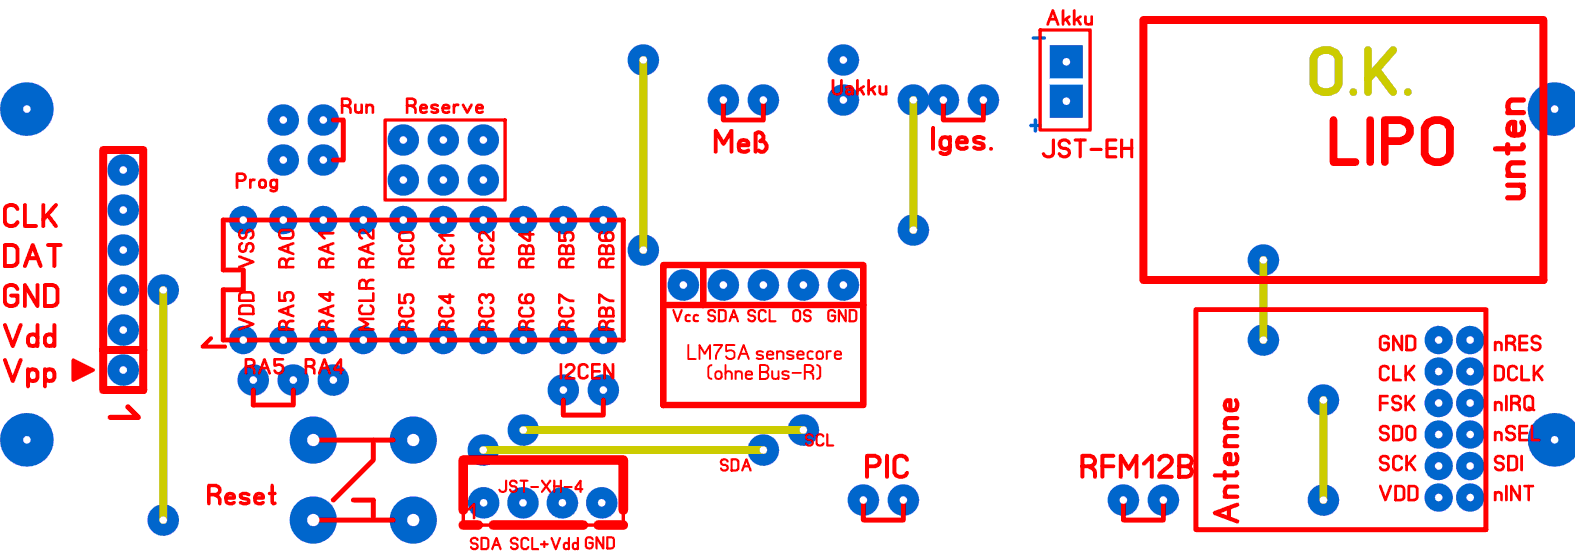 Akku
O.K.
LIPO
unten
JST-EH
Uakku
Meß
Iges.
Run
Reserve
Prog
CLK
DAT
GND
Vdd
Vpp
1
VSS RA0 RA1 RA2 RC0 RC1 RC2 RB4 RB5 RB6
VDD RA5 RA4 MCLR RC5 RC4 RC3 RC6 RC7 RB7
1
RA5 RA4
I2CEN
Vcc SDA SCL OS GND
LM75A sensecore
(ohne Bus-R)
SCL
SDA
Reset
JST-XH-4
1
SDA SCL+Vdd GND
PIC
RFM12B
Antenne
GND nRES
CLK DCLK
FSK nIRQ
SDO nSEL
SCK SDI
VDD nINT